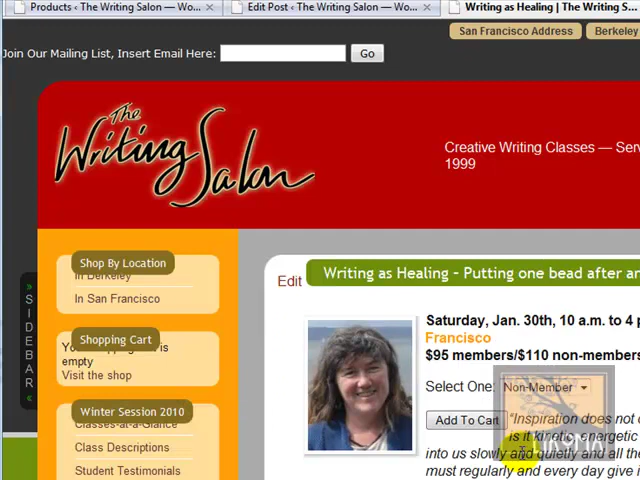 Products ‹ The Writing Salon — Wo...
Edit Post ‹ The Writing Salon — Wo...
Writing as Healing | The Writing S...
San Francisco Address
Berkeley
Join Our Mailing List, Insert Email Here:
Go
The Writing Salon
Creative Writing Classes — Serv
1999
Shop By Location
In Berkeley
In San Francisco
Shopping Cart
empty
Visit the shop
» SIDEBAR «
Winter Session 2010
Classes-at-a-Glance
Class Descriptions
Student Testimonials
Edit
Writing as Healing – Putting one bead after an
Saturday, Jan. 30th, 10 a.m. to 4 p
Francisco
$95 members/$110 non-members
Select One: Non-Member
Add To Cart
“Inspiration does not
is it kinetic, energetic
into us slowly and quietly and all the
must regularly and every day give i